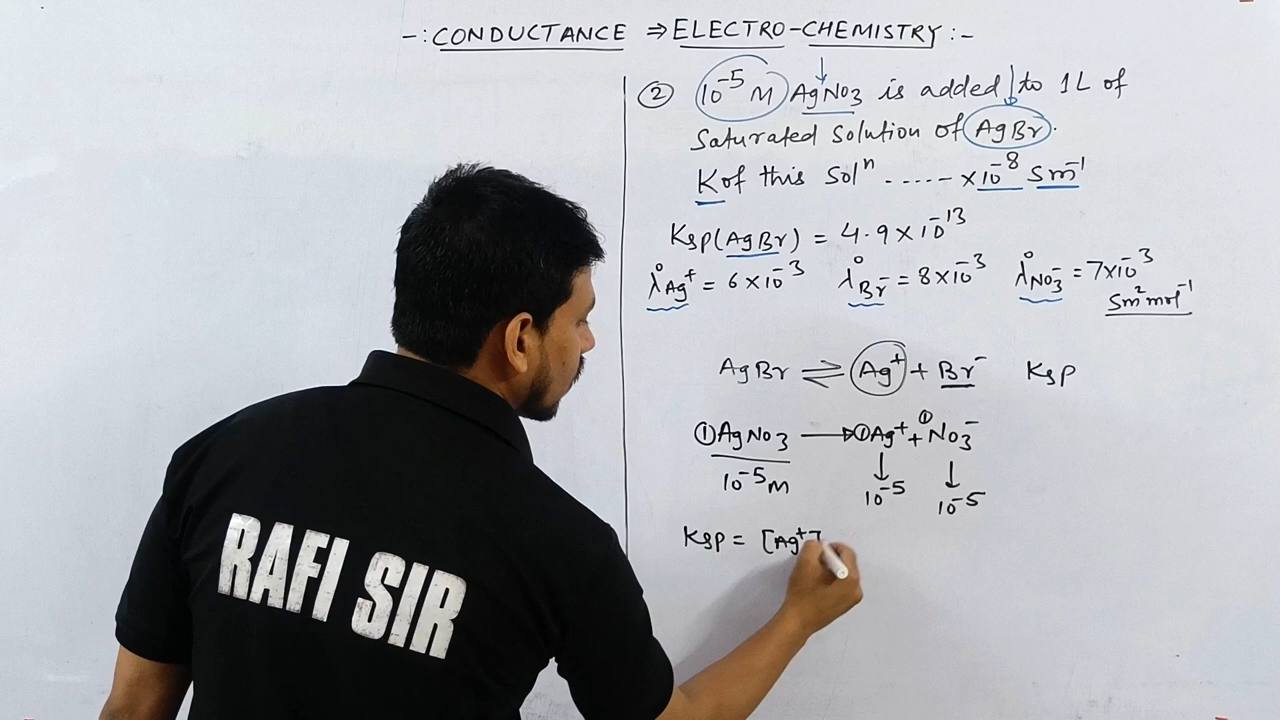 -: CONDUCTANCE ⇒ ELECTRO-CHEMISTRY :-
② 10⁻⁵ M AgNO3 is added to 1L of
Saturated Solution of AgBr.
K of this Solⁿ ----- ×10⁻⁸ Sm⁻¹
Ksp(AgBr) = 4.9×10⁻¹³
λ°Ag⁺ = 6×10⁻³ λ°Br⁻ = 8×10⁻³ λ°NO3⁻ = 7×10⁻³
Sm²mol⁻¹
AgBr ⇌ Ag⁺ + Br⁻ Ksp
①AgNO3 → ①Ag⁺ + ①NO3⁻
10⁻⁵M ↓ 10⁻⁵ ↓ 10⁻⁵
Ksp = [Ag⁺]
RAFI SIR